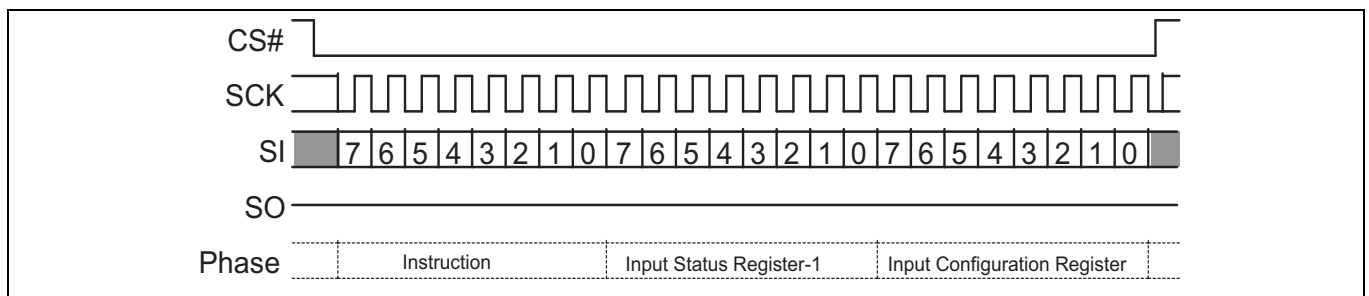 CS#
SCK
SI 7 6 5 4 3 2 1 0 7 6 5 4 3 2 1 0 7 6 5 4 3 2 1 0
SO
Phase Instruction Input Status Register-1 Input Configuration Register